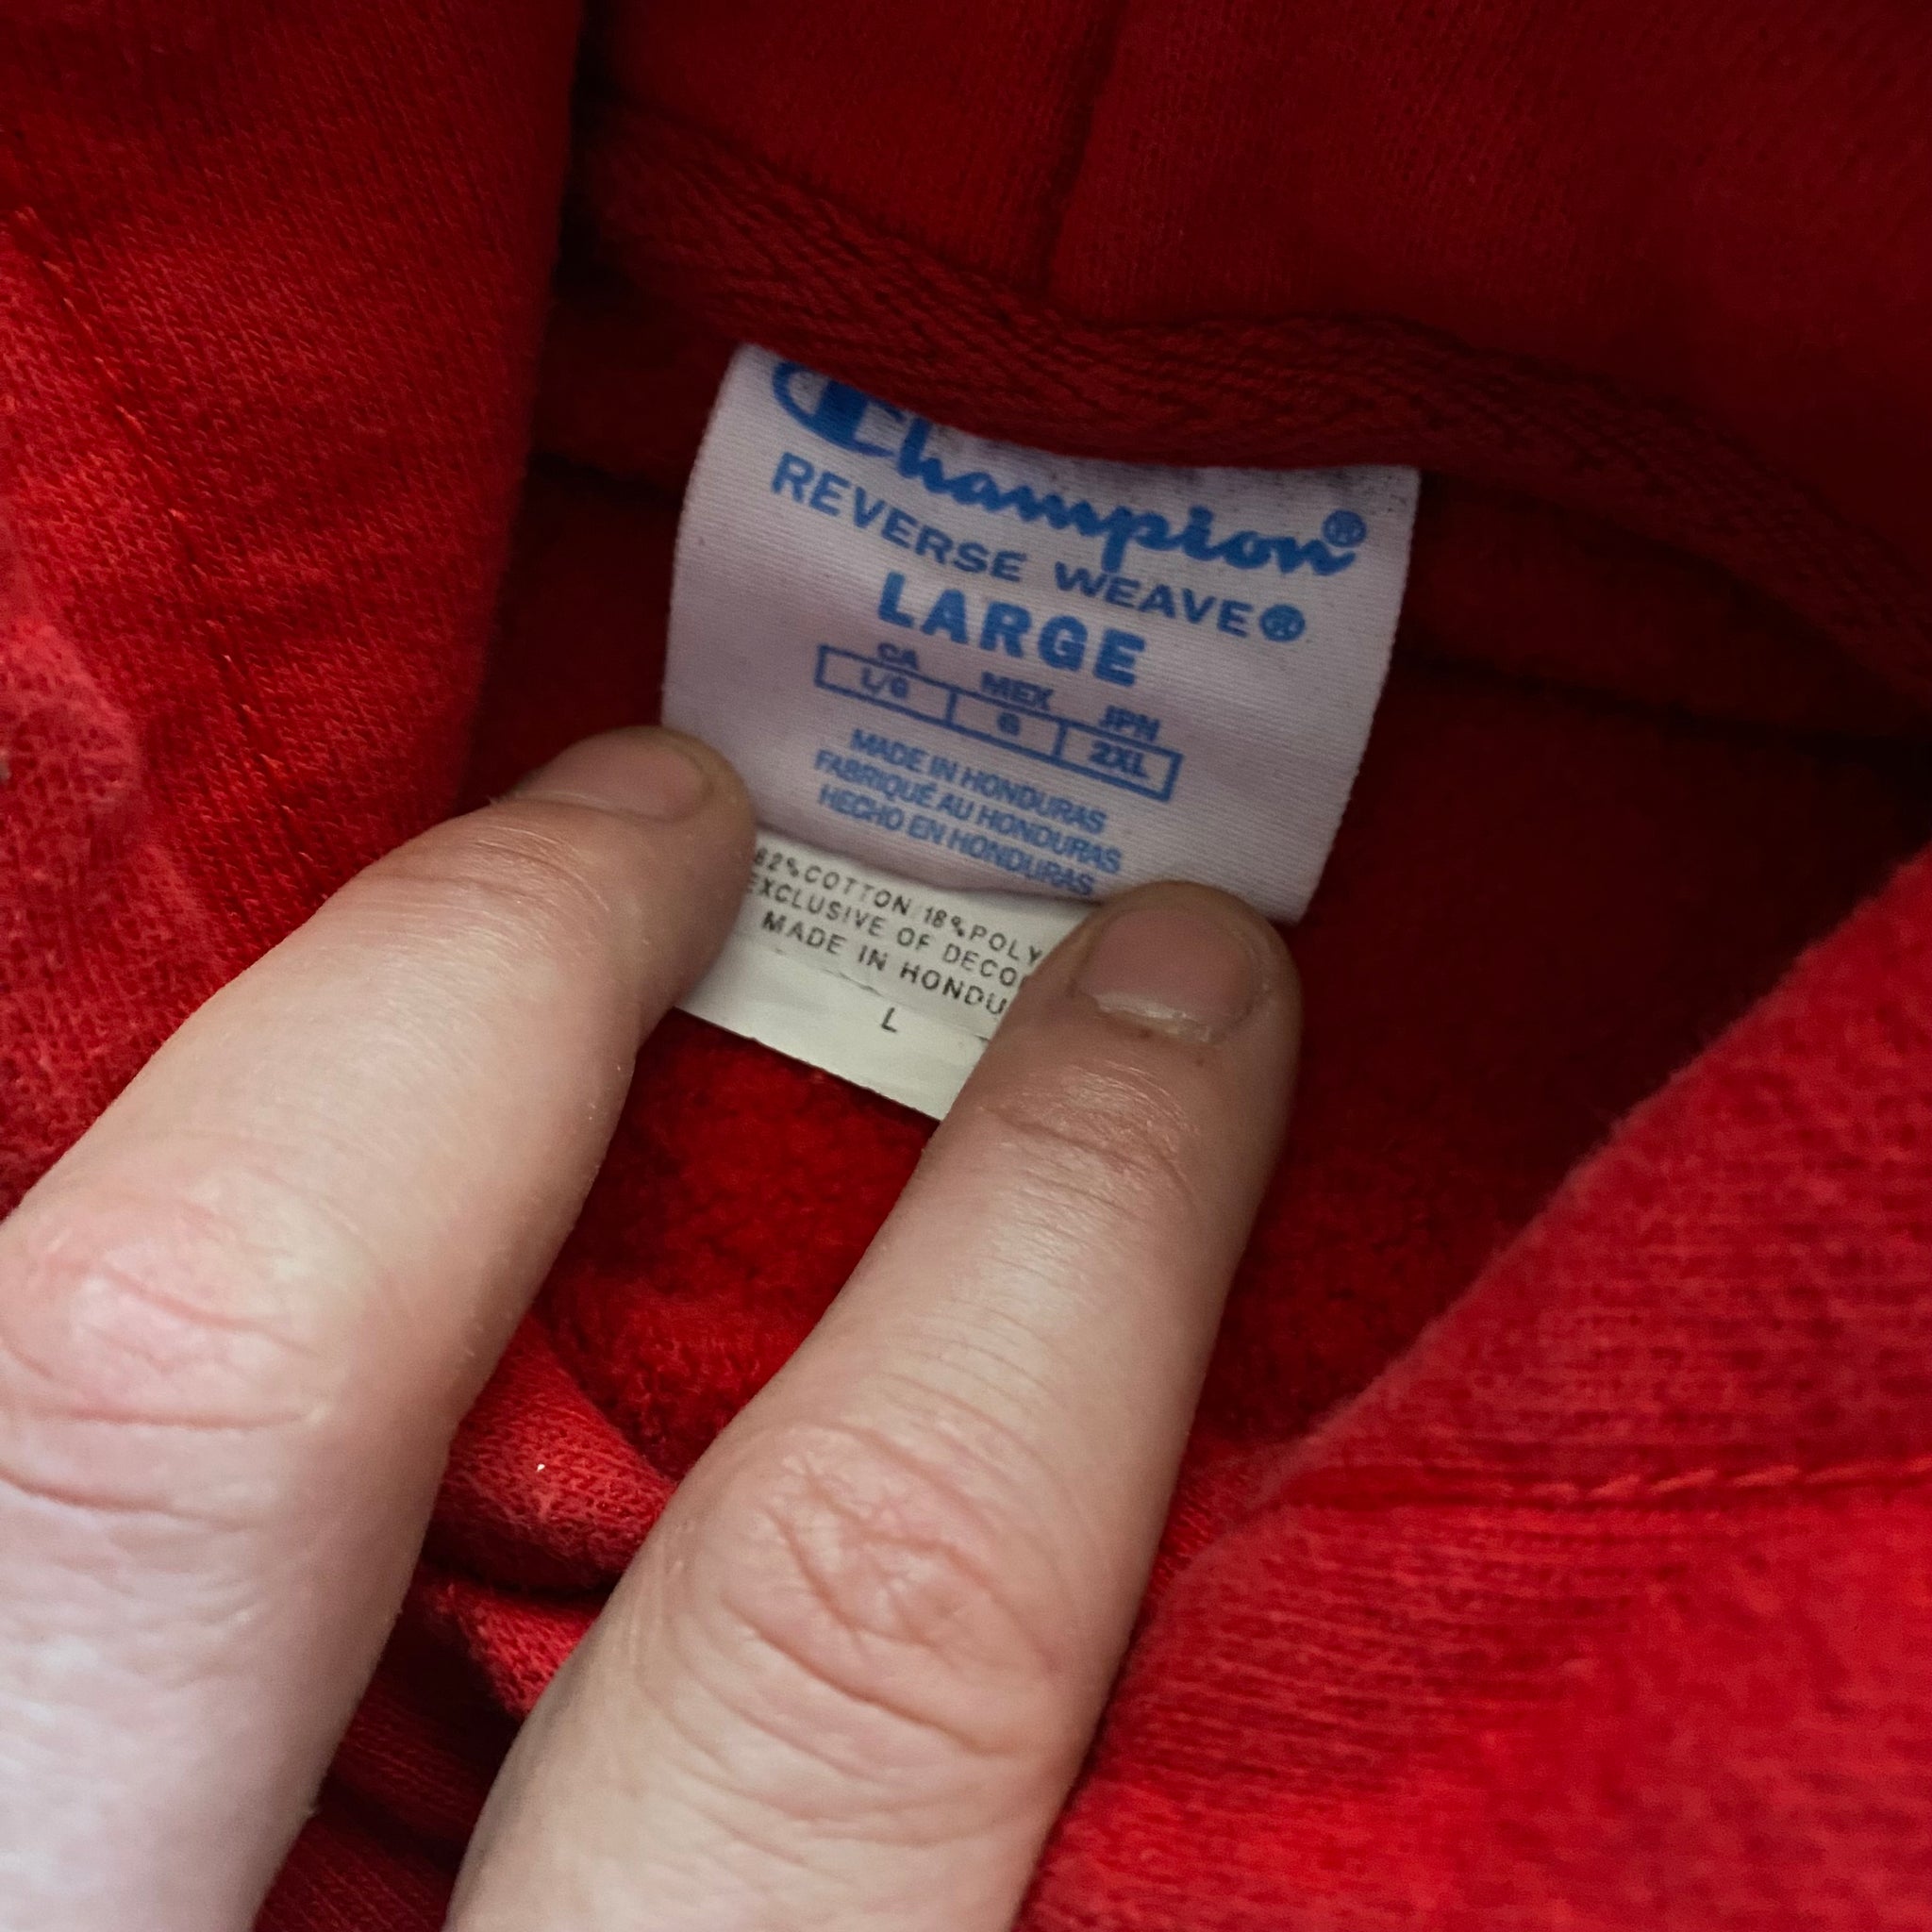 Champion®
REVERSE WEAVE®
LARGE
CA MEX JPN
L/G G 2XL
MADE IN HONDURAS
FABRIQUÉ AU HONDURAS
HECHO EN HONDURAS
82%COTTON/18%POLY
EXCLUSIVE OF DECO
MADE IN HONDU
L